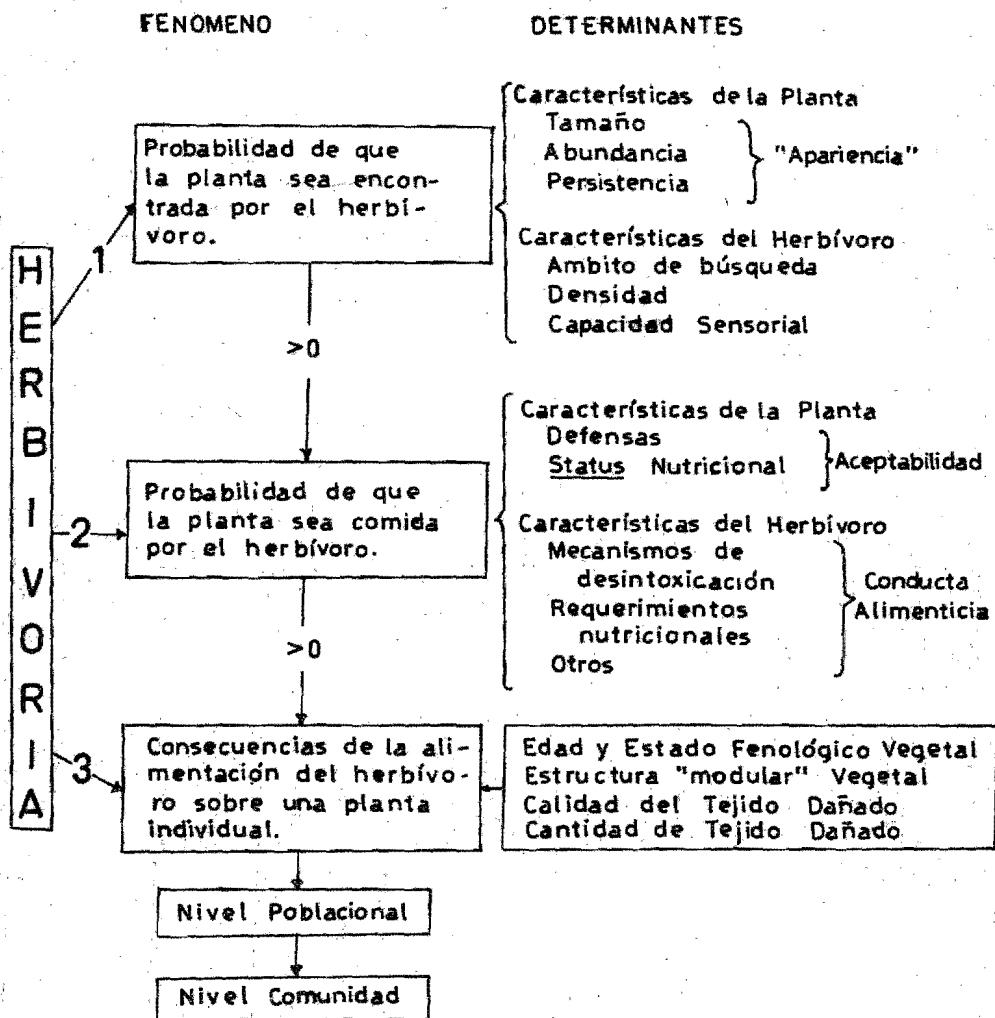 FENOMENO
DETERMINANTES
HERBIVORIA
1
Probabilidad de que
la planta sea encon-
trada por el herbí-
voro.
Características de la Planta
Tamaño
Abundancia
Persistencia
"Apariencia"
Características del Herbívoro
Ambito de búsqueda
Densidad
Capacidad Sensorial
>0
2
Probabilidad de que
la planta sea comida
por el herbívoro.
Características de la Planta
Defensas
Status Nutricional
Aceptabilidad
Características del Herbívoro
Mecanismos de
desintoxicación
Requerimientos
nutricionales
Otros
Conducta
Alimenticia
>0
3
Consecuencias de la ali-
mentación del herbívo-
ro sobre una planta
individual.
Edad y Estado Fenológico Vegetal
Estructura "modular" Vegetal
Calidad del Tejido Dañado
Cantidad de Tejido Dañado
Nivel Poblacional
Nivel Comunidad